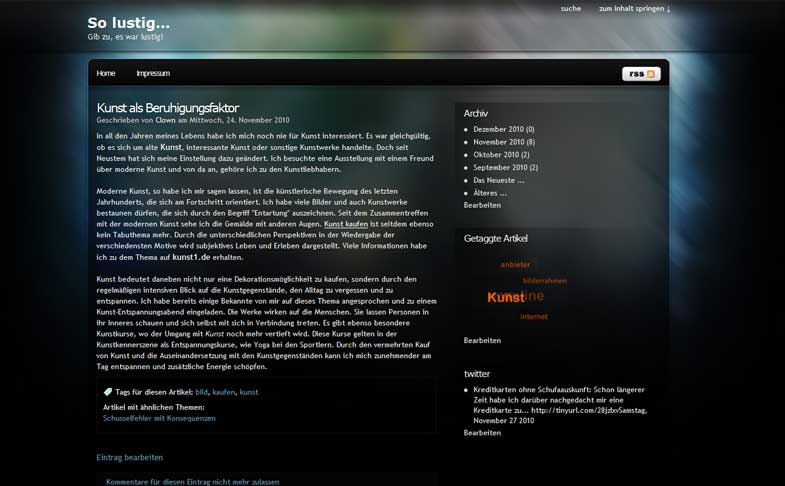 suche zum Inhalt springen ↓
So lustig...
Gib zu, es war lustig!
Home Impressum
rss
Kunst als Beruhigungsfaktor
Geschrieben von Clown am Mittwoch, 24. November 2010
In all den Jahren meines Lebens habe ich mich noch nie für Kunst interessiert. Es war gleichgültig,
ob es sich um alte Kunst, interessante Kunst oder sonstige Kunstwerke handelte. Doch seit
Neustem hat sich meine Einstellung dazu geändert. Ich besuchte eine Ausstellung mit einem Freund
über moderne Kunst und von da an, gehöre ich zu den Kunstliebhabern.
Moderne Kunst, so habe ich mir sagen lassen, ist die künstlerische Bewegung des letzten
Jahrhunderts, die sich am Fortschritt orientiert. Ich habe viele Bilder und auch Kunstwerke
bestaunen dürfen, die sich durch den Begriff "Entartung" auszeichnen. Seit dem Zusammentreffen
mit der modernen Kunst sehe ich die Gemälde mit anderen Augen. Kunst kaufen ist seitdem ebenso
kein Tabuthema mehr. Durch die unterschiedlichen Perspektiven in der Wiedergabe der
verschiedensten Motive wird subjektives Leben und Erleben dargestellt. Viele Informationen habe
ich zu dem Thema auf kunst1.de erhalten.
Kunst bedeutet daneben nicht nur eine Dekorationsmöglichkeit zu kaufen, sondern durch den
regelmäßigen intensiven Blick auf die Kunstgegenstände, den Alltag zu vergessen und zu
entspannen. Ich habe bereits einige Bekannte von mir auf dieses Thema angesprochen und zu einem
Kunst-Entspannungsabend eingeladen. Die Werke wirken auf die Menschen. Sie lassen Personen in
ihr Inneres schauen und sich selbst mit sich in Verbindung treten. Es gibt ebenso besondere
Kunstkurse, wo der Umgang mit Kunst noch mehr vertieft wird. Diese Kurse gelten in der
Kunstkennerszene als Entspannungskurse, wie Yoga bei den Sportlern. Durch den vermehrten Kauf
von Kunst und die Auseinandersetzung mit den Kunstgegenständen kann ich mich zunehmender am
Tag entspannen und zusätzliche Energie schöpfen.
Tags für diesen Artikel: bild, kaufen, kunst
Artikel mit ähnlichen Themen:
Schusselfehler mit Konsequenzen
Eintrag bearbeiten
Kommentare für diesen Eintrag nicht mehr zulassen
Archiv
Dezember 2010 (0)
November 2010 (8)
Oktober 2010 (2)
September 2010 (2)
Das Neueste ...
Älteres ...
Bearbeiten
Getaggte Artikel
anbieter
bilderrahmen
Kunst
internet
Bearbeiten
twitter
Kreditkarten ohne Schufaauskunft: Schon längerer
Zeit habe ich darüber nachgedacht mir eine
Kreditkarte zu... http://tinyurl.com/28jzlxvSamstag,
November 27 2010
Bearbeiten